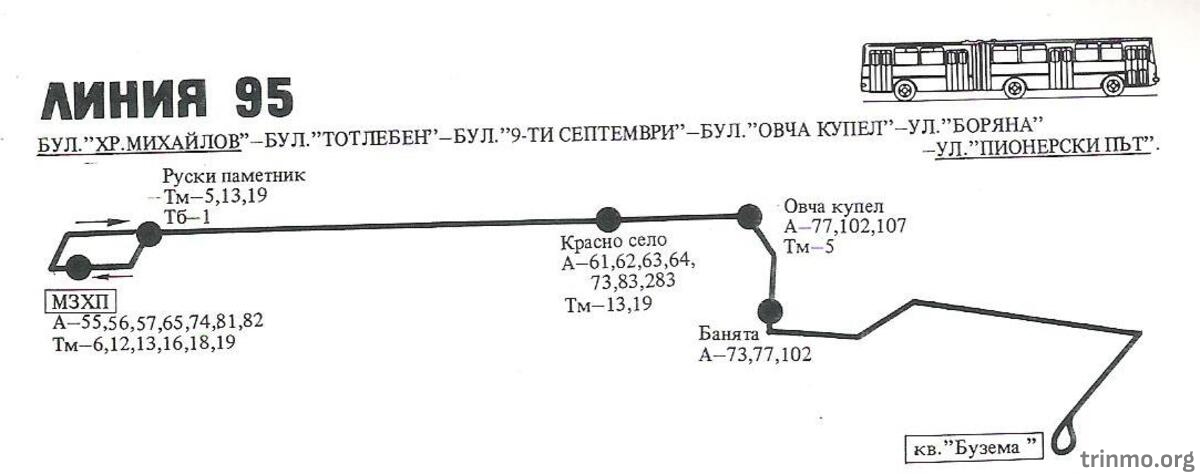 ЛИНИЯ 95
БУЛ."ХР.МИХАЙЛОВ"–БУЛ."ТОТЛЕБЕН"–БУЛ."9-ТИ СЕПТЕМВРИ"–БУЛ."ОВЧА КУПЕЛ"–УЛ."БОРЯНА"
–УЛ."ПИОНЕРСКИ ПЪТ".
Руски паметник
Тм–5,13,19
Тб–1
МЗХП
А–55,56,57,65,74,81,82
Тм–6,12,13,16,18,19
Красно село
А–61,62,63,64,
73,83,283
Тм–13,19
Овча купел
А–77,102,107
Тм–5
Банята
А–73,77,102
кв."Бузема "
trinmo.org